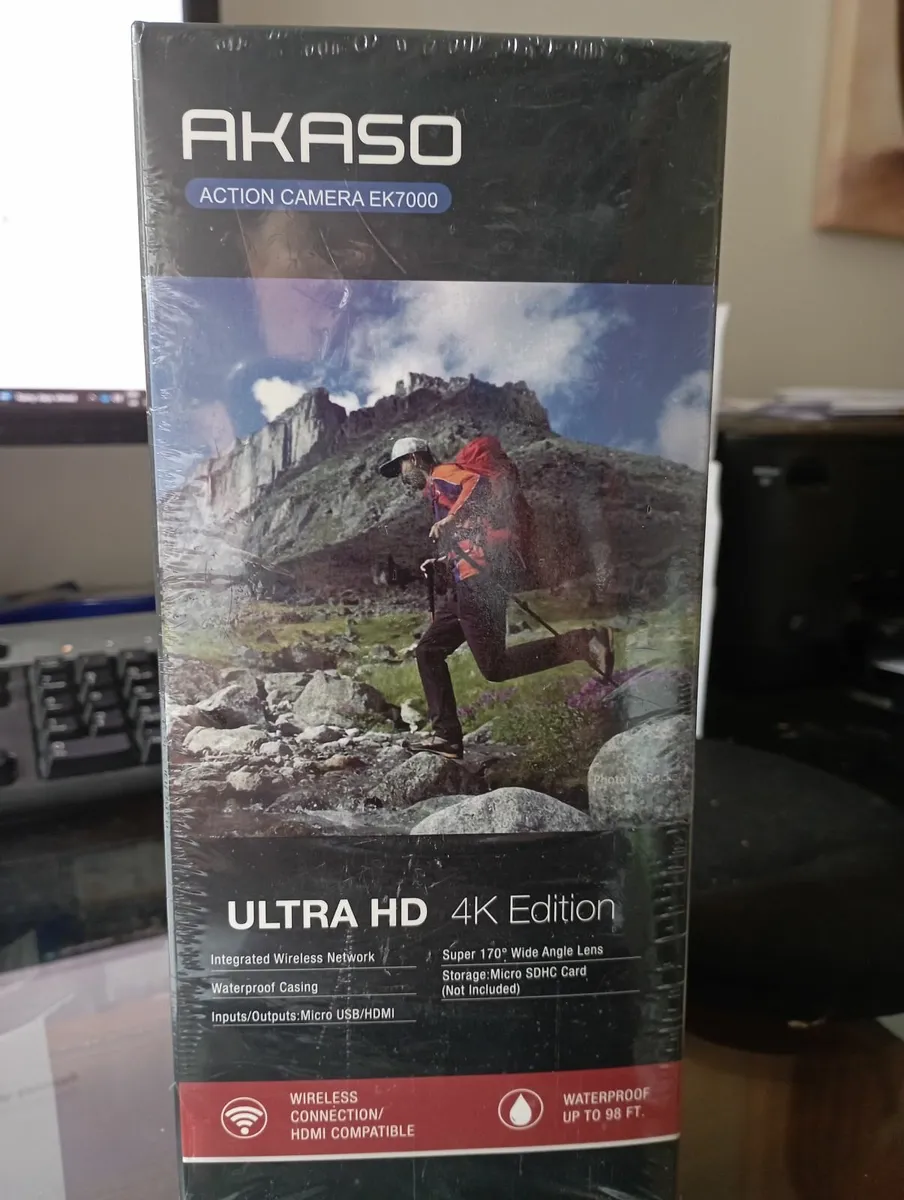 AKASO
ACTION CAMERA EK7000
Photo by
ULTRA HD 4K Edition
Integrated Wireless Network
Waterproof Casing
Inputs/Outputs:Micro USB/HDMI
Super 170° Wide Angle Lens
Storage:Micro SDHC Card
(Not Included)
WIRELESS
CONNECTION/
HDMI COMPATIBLE
WATERPROOF
UP TO 98 FT.